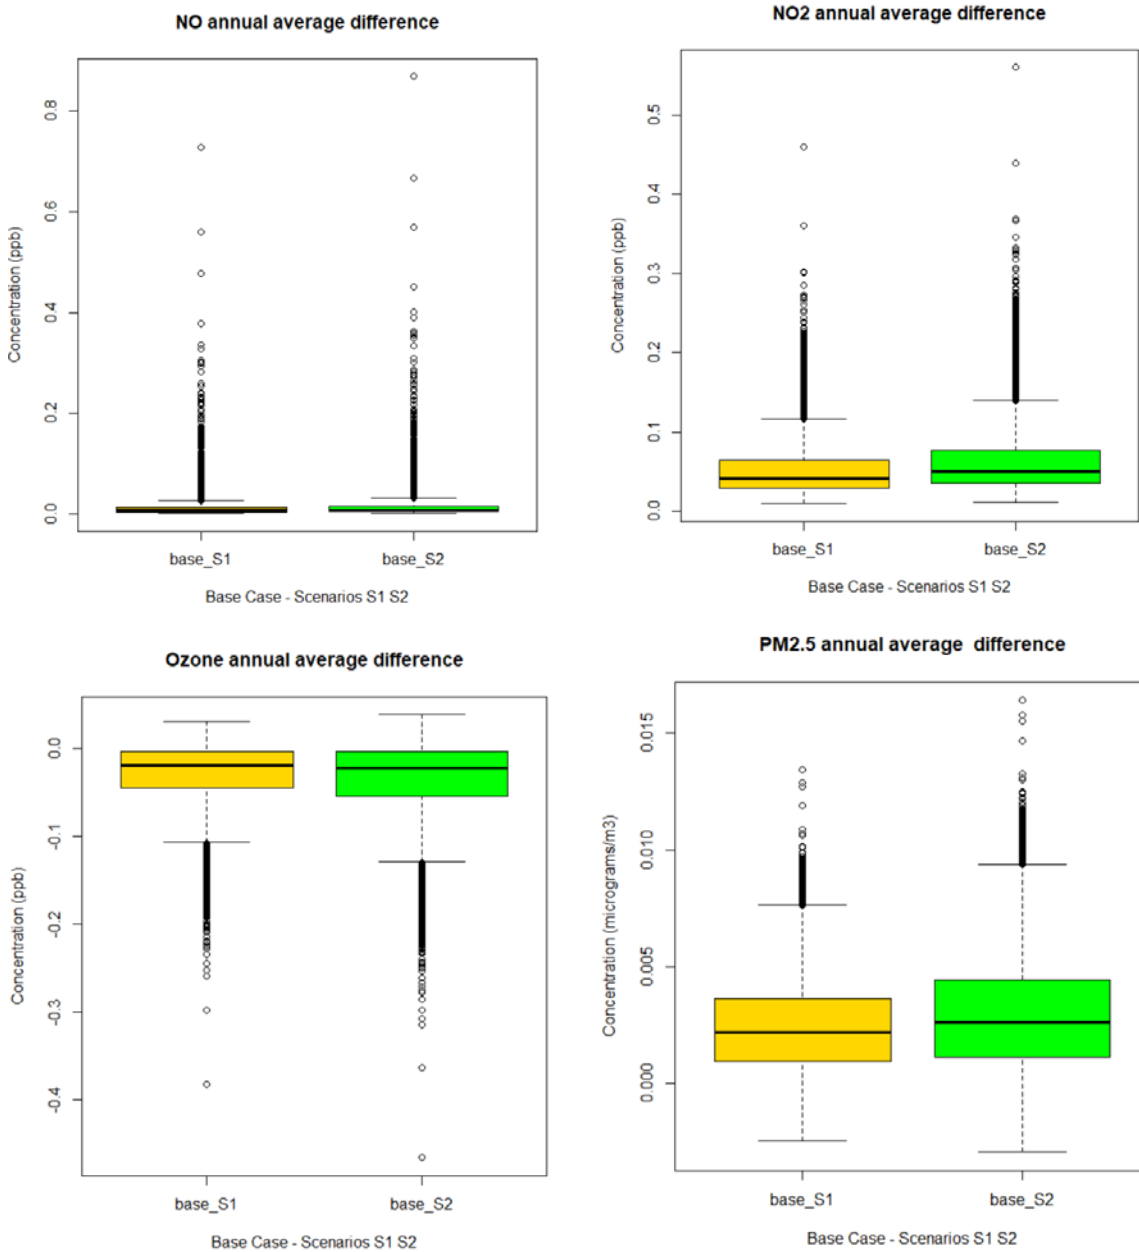 NO annual average difference
Concentration (ppb)
0.8
0.6
0.4
0.2
0.0
base_S1
base_S2
Base Case - Scenarios S1 S2
NO2 annual average difference
Concentration (ppb)
0.5
0.4
0.3
0.2
0.1
0.0
base_S1
base_S2
Base Case - Scenarios S1 S2
Ozone annual average difference
Concentration (ppb)
0.0
-0.1
-0.2
-0.3
-0.4
base_S1
base_S2
Base Case - Scenarios S1 S2
PM2.5 annual average  difference
Concentration (micrograms/m3)
0.015
0.010
0.005
0.000
base_S1
base_S2
Base Case - Scenarios S1 S2